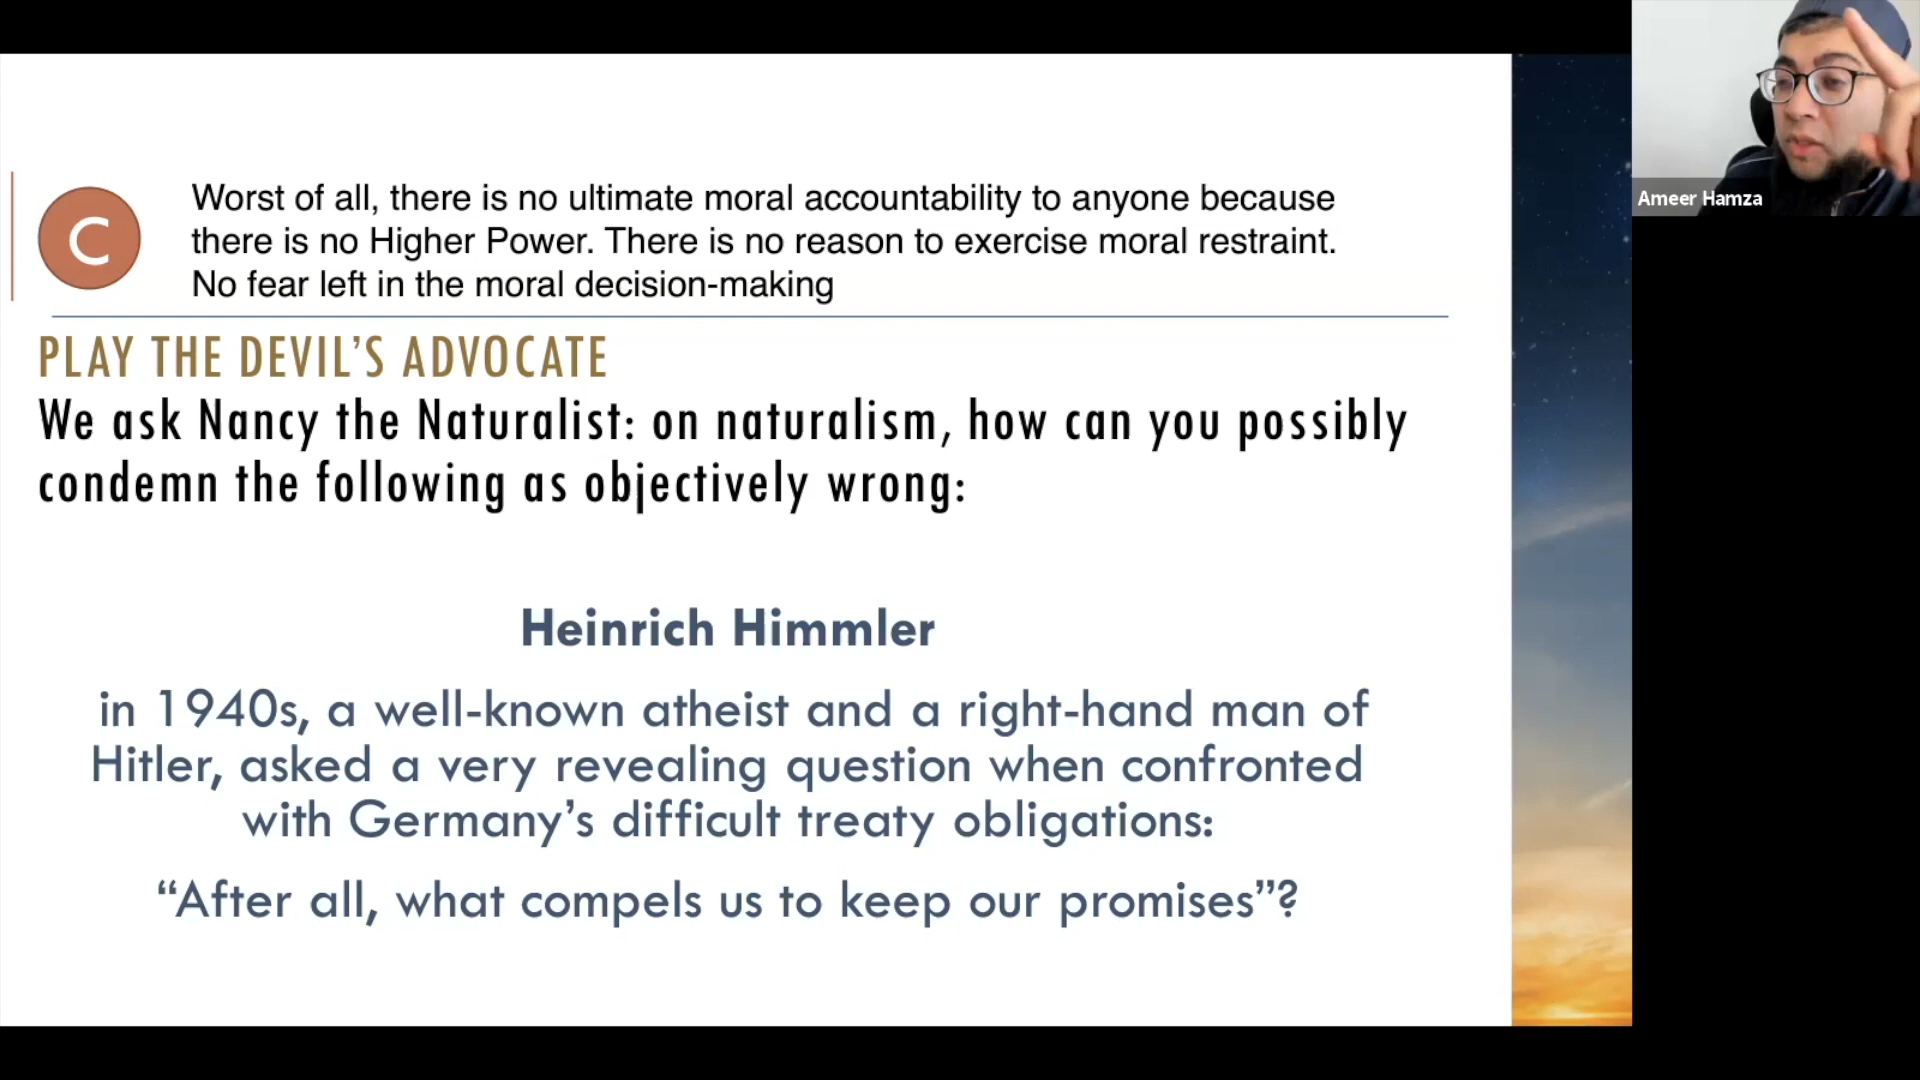 C
Worst of all, there is no ultimate moral accountability to anyone because
there is no Higher Power. There is no reason to exercise moral restraint.
No fear left in the moral decision-making
PLAY THE DEVIL’S ADVOCATE
We ask Nancy the Naturalist: on naturalism, how can you possibly
condemn the following as objectively wrong:
Heinrich Himmler
in 1940s, a well-known atheist and a right-hand man of
Hitler, asked a very revealing question when confronted
with Germany’s difficult treaty obligations:
“After all, what compels us to keep our promises”?
Ameer Hamza